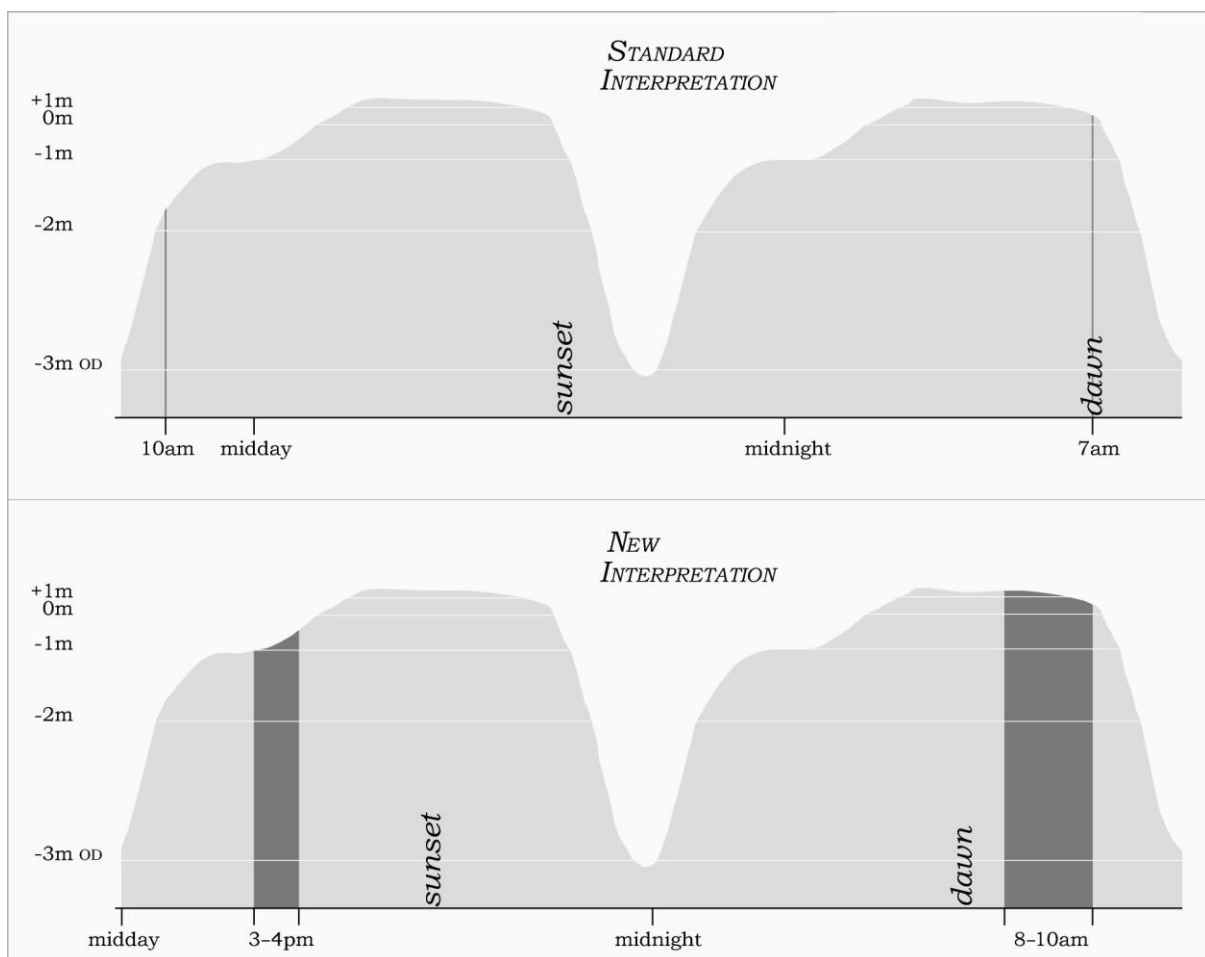 STANDARD
INTERPRETATION
+1m
0m
-1m
-2m
-3m OD
sunset
dawn
10am midday midnight 7am
NEW
INTERPRETATION
+1m
0m
-1m
-2m
-3m OD
sunset
dawn
midday 3-4pm midnight 8-10am